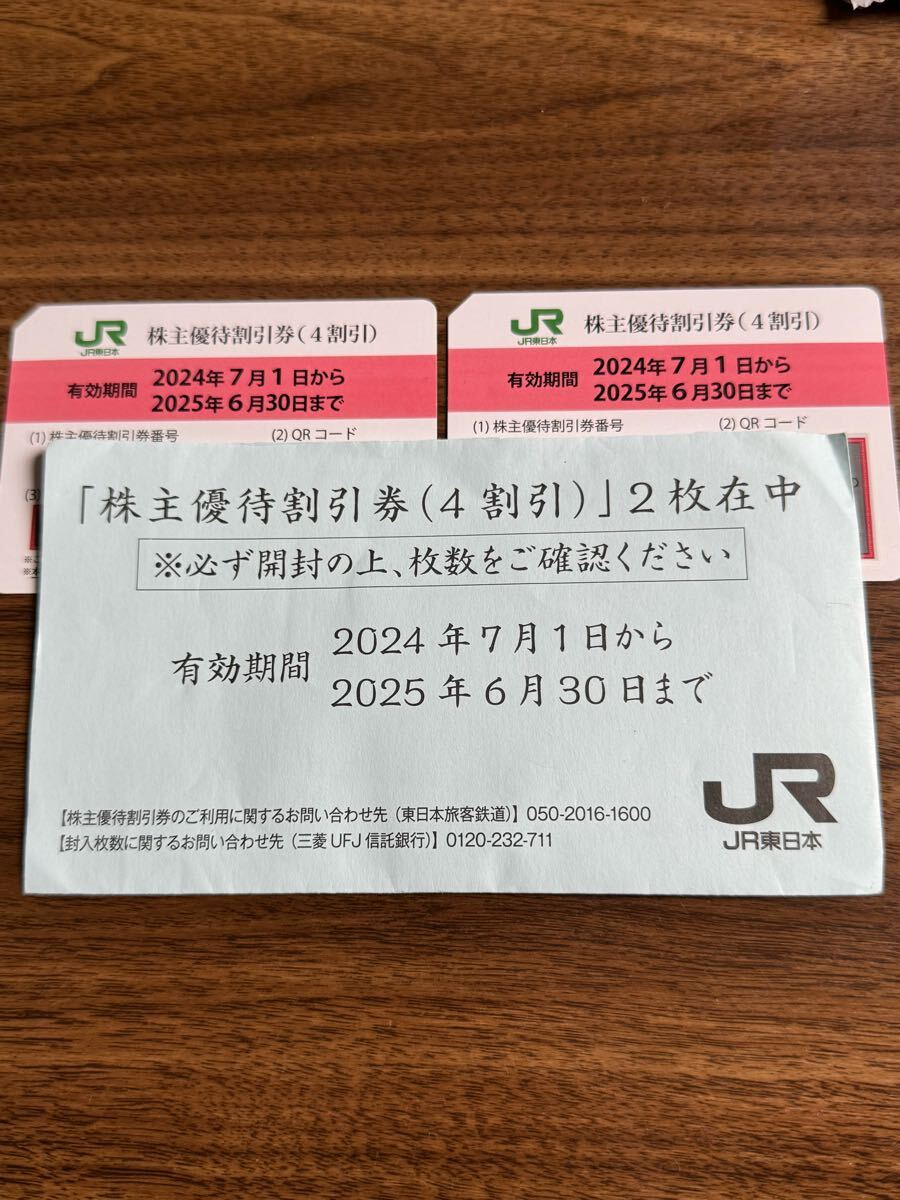 JR
JR東日本
株主優待割引券(4割引)
有効期間 2024年7月1日から
2025年6月30日まで
(1) 株主優待割引券番号 (2) QRコード
(3)
JR
JR東日本
株主優待割引券(4割引)
有効期間 2024年7月1日から
2025年6月30日まで
(1) 株主優待割引券番号 (2) QRコード
「株主優待割引券(4割引)」2枚在中
※必ず開封の上、枚数をご確認ください
有効期間 2024年7月1日から
2025年6月30日まで
【株主優待割引券のご利用に関するお問い合わせ先(東日本旅客鉄道)】050-2016-1600
【封入枚数に関するお問い合わせ先(三菱UFJ信託銀行)】0120-232-711
JR
JR東日本